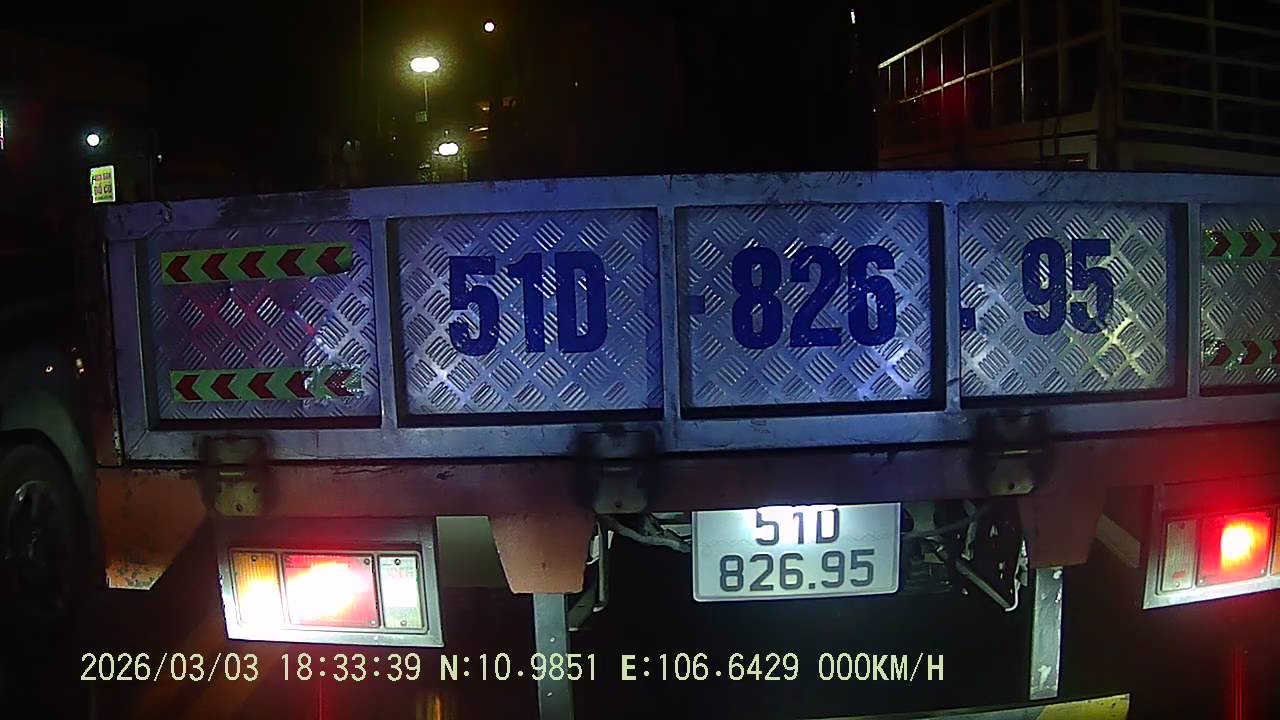 51D - 826 . 95
51D
826.95
2026/03/03 18:33:39 N:10.9851 E:106.6429 000KM/H